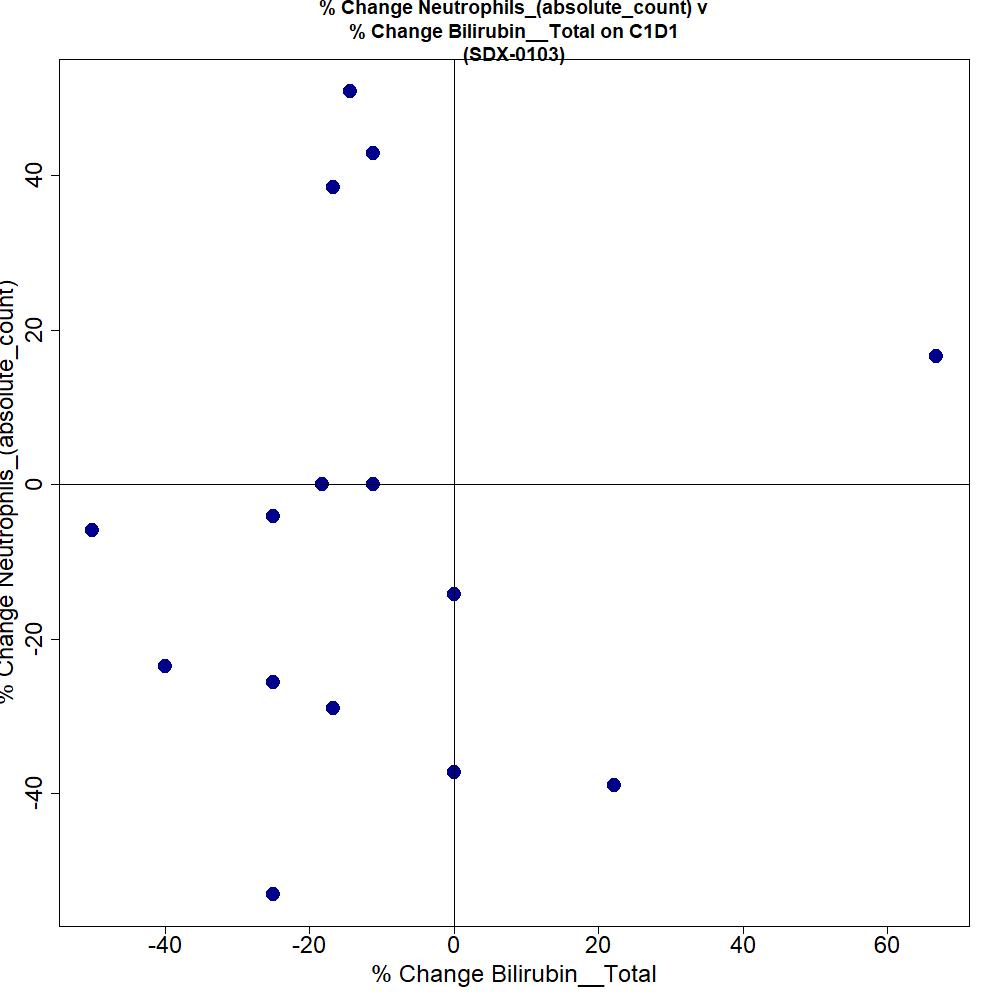 % Change Neutrophils_(absolute_count) v
% Change Bilirubin__Total on C1D1
(SDX-0103)
% Change Neutrophils_(absolute_count)
40
20
0
-20
-40
-40
-20
0
20
40
60
% Change Bilirubin__Total